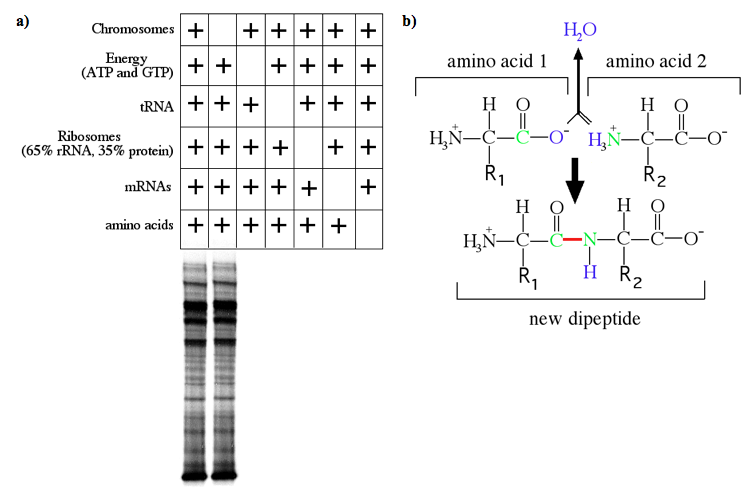 a)
Chromosomes + + + + + +
Energy
(ATP and GTP) + + + + + +
tRNA + + + + + +
Ribosomes
(65% rRNA, 35% protein) + + + + + +
mRNAs + + + + + +
amino acids + + + + + +
b)
H₂O
amino acid 1 amino acid 2
H O H O
H₃N⁺ C C O⁻ H₃N⁺ C C O⁻
R₁ R₂
H O H O
H₃N⁺ C C N C C O⁻
R₁ H R₂
new dipeptide